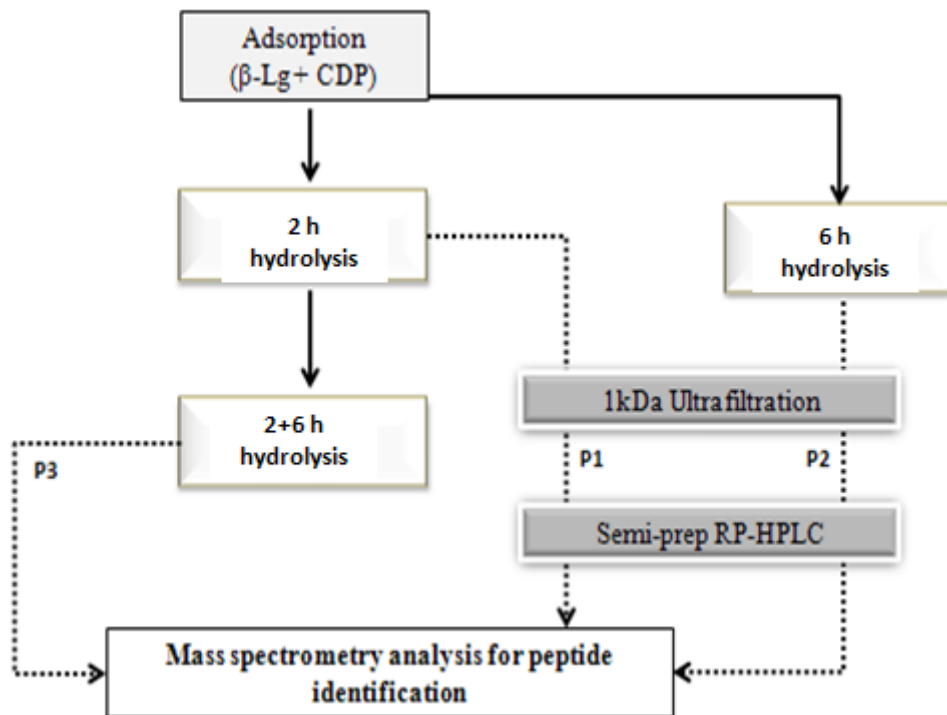 Adsorption
(β-Lg + CDP)
2 h
hydrolysis
6 h
hydrolysis
1kDa Ultrafiltration
2+6 h
hydrolysis
P3
P1
P2
Semi-prep RP-HPLC
Mass spectrometry analysis for peptide
identification